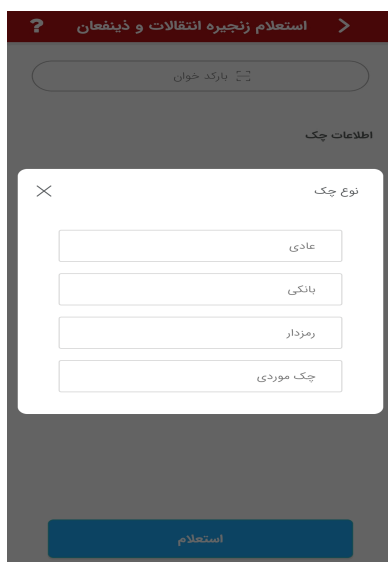 استعلام زنجیره انتقالات و ذینفعان ?
بارکد خوان
اطلاعات چک
نوع چک
عادی
بانکی
رمزدار
چک موردی
استعلام